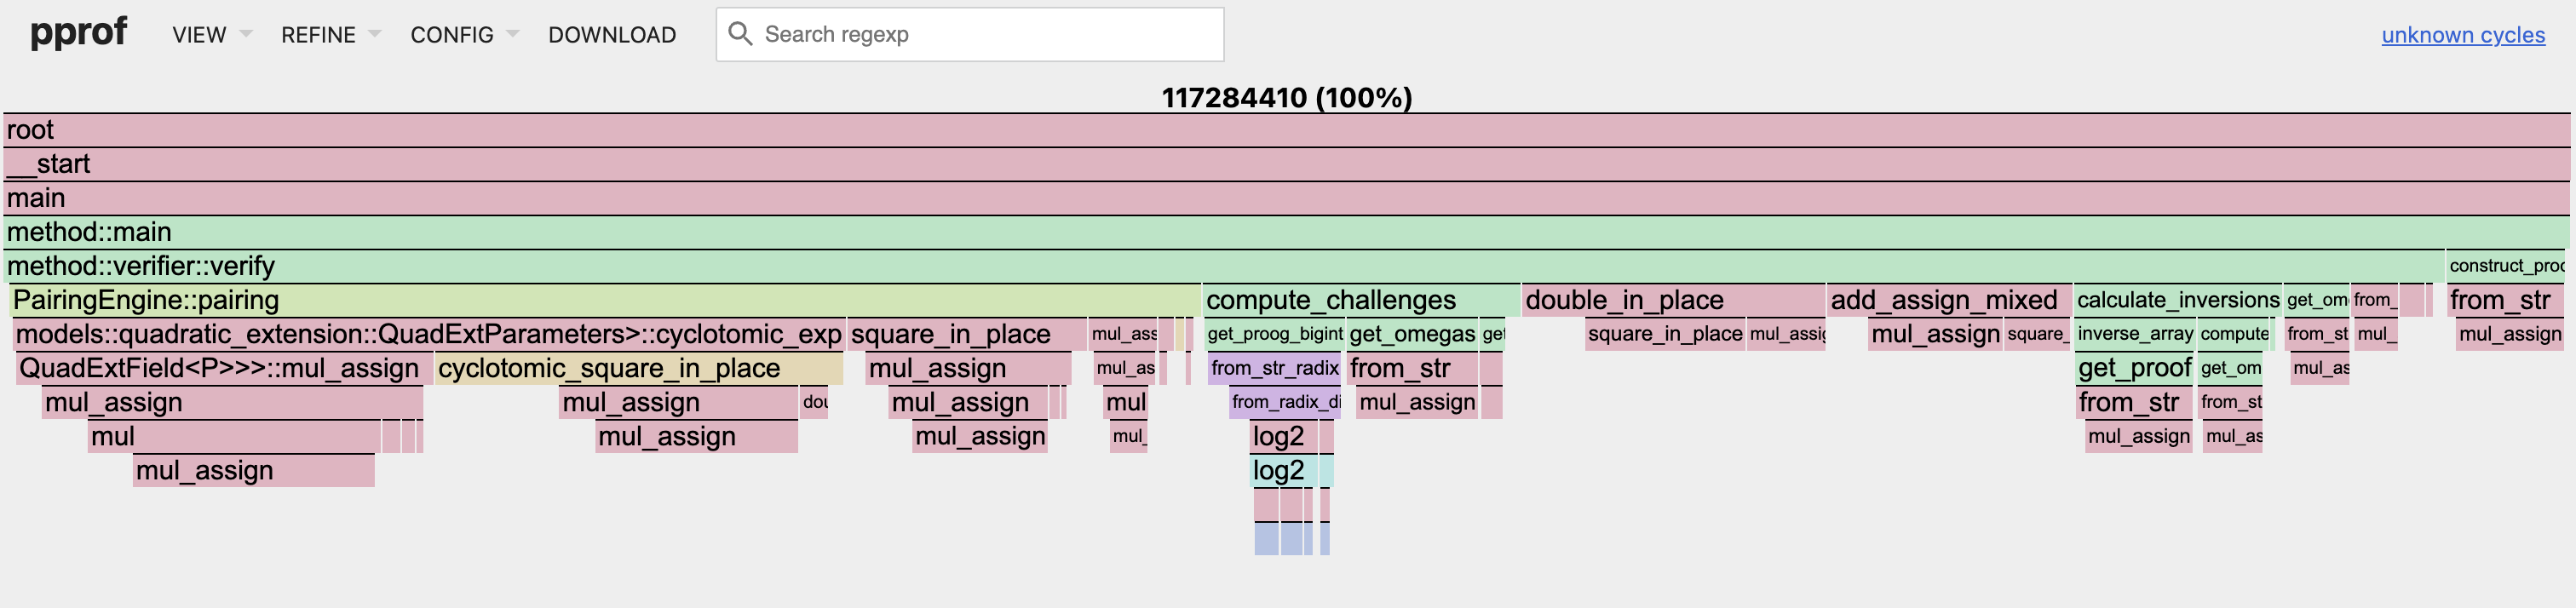 pprof VIEW REFINE CONFIG DOWNLOAD Search regexp unknown cycles
117284410 (100%)
root
__start
main
method::main
method::verifier::verify construct_proo
PairingEngine::pairing compute_challenges double_in_place add_assign_mixed calculate_inversions get_om from_ from_str
models::quadratic_extension::QuadExtParameters>::cyclotomic_exp square_in_place mul_ass get_proog_bigint get_omegas get square_in_place mul_assig mul_assign square_ inverse_array compute from_st mul_ mul_assign
QuadExtField<P>>>::mul_assign cyclotomic_square_in_place mul_assign mul_as from_str_radix from_str get_proof get_om mul_as
mul_assign mul_assign dou mul_assign mul from_radix_di mul_assign from_str from_st
mul mul_assign mul_assign mul_ log2 mul_assign mul_as
mul_assign log2